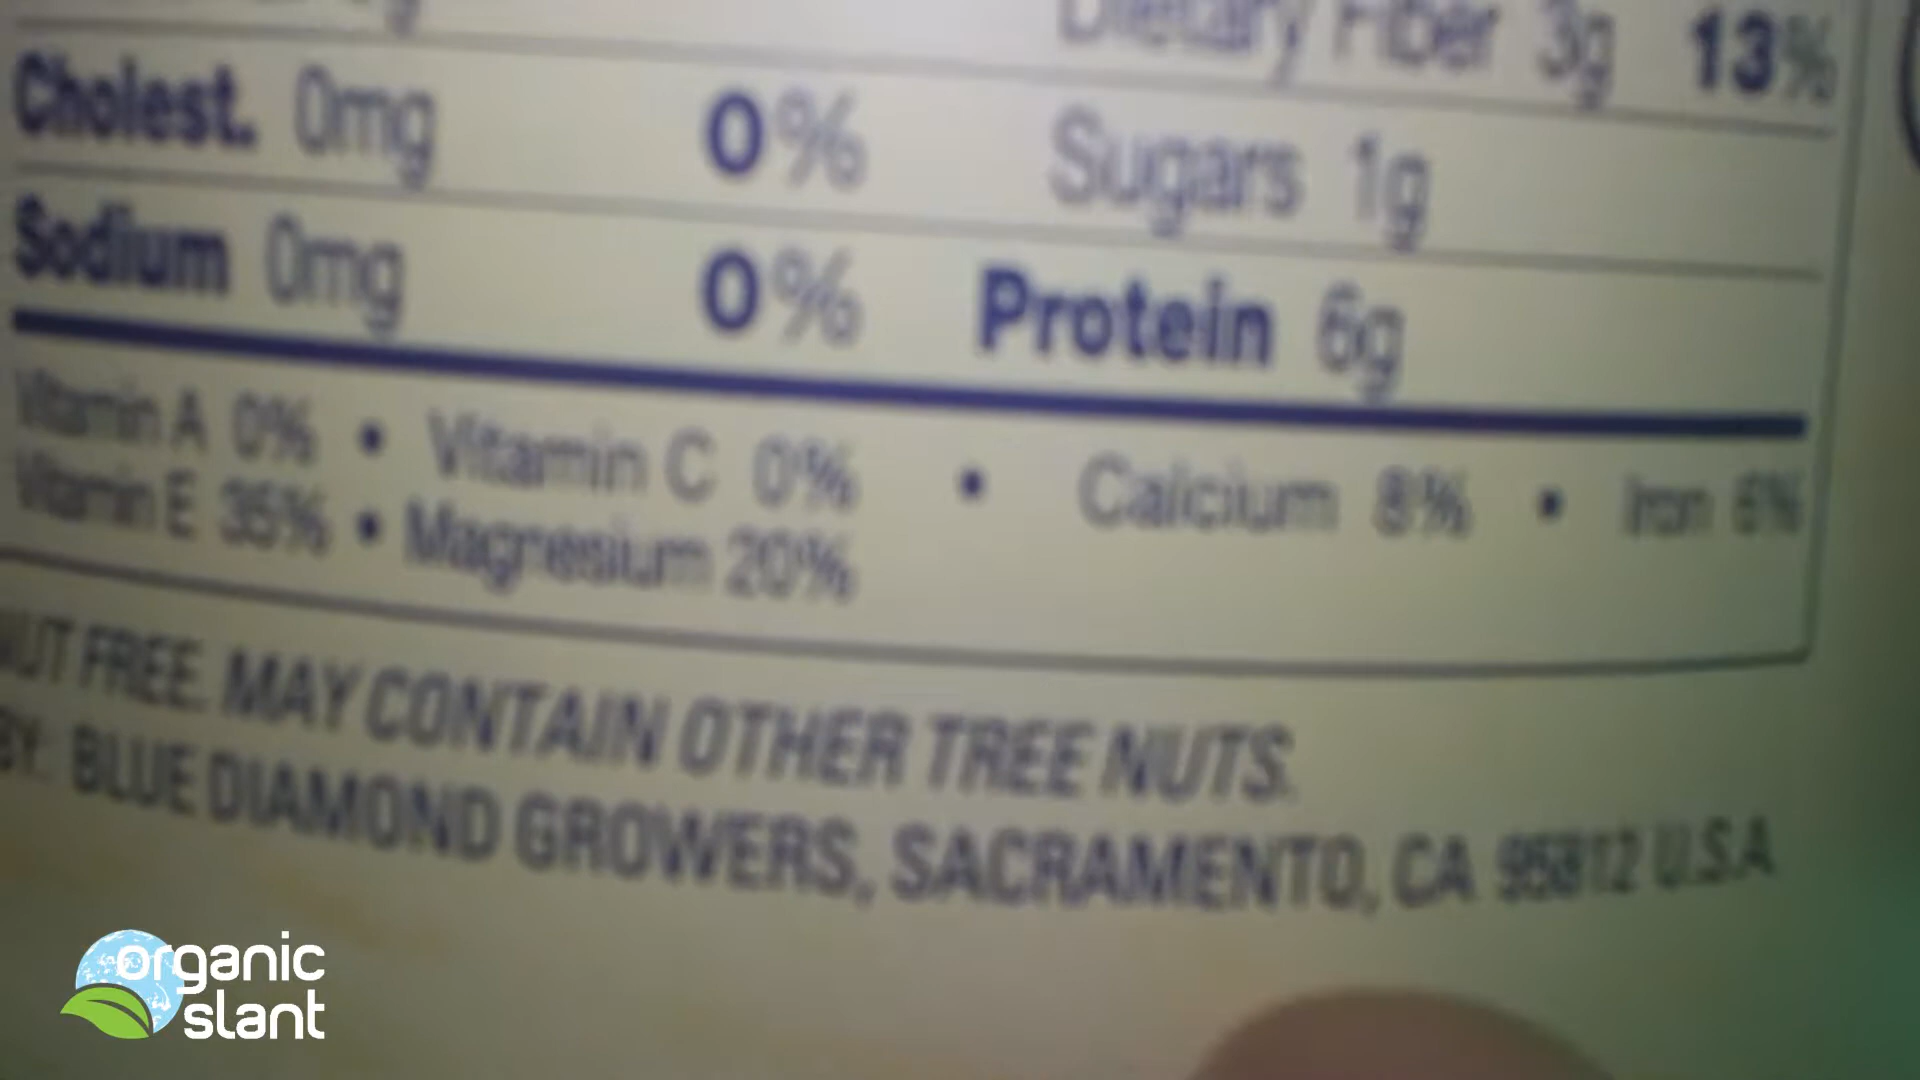 Dietary Fiber 3g 13%
Cholest. 0mg 0% Sugars 1g
Sodium 0mg 0% Protein 6g
Vitamin A 0% • Vitamin C 0% • Calcium 8% • Iron 6%
Vitamin E 35% • Magnesium 20%
UT FREE. MAY CONTAIN OTHER TREE NUTS.
BY: BLUE DIAMOND GROWERS, SACRAMENTO, CA 95812 U.S.A
organic
slant